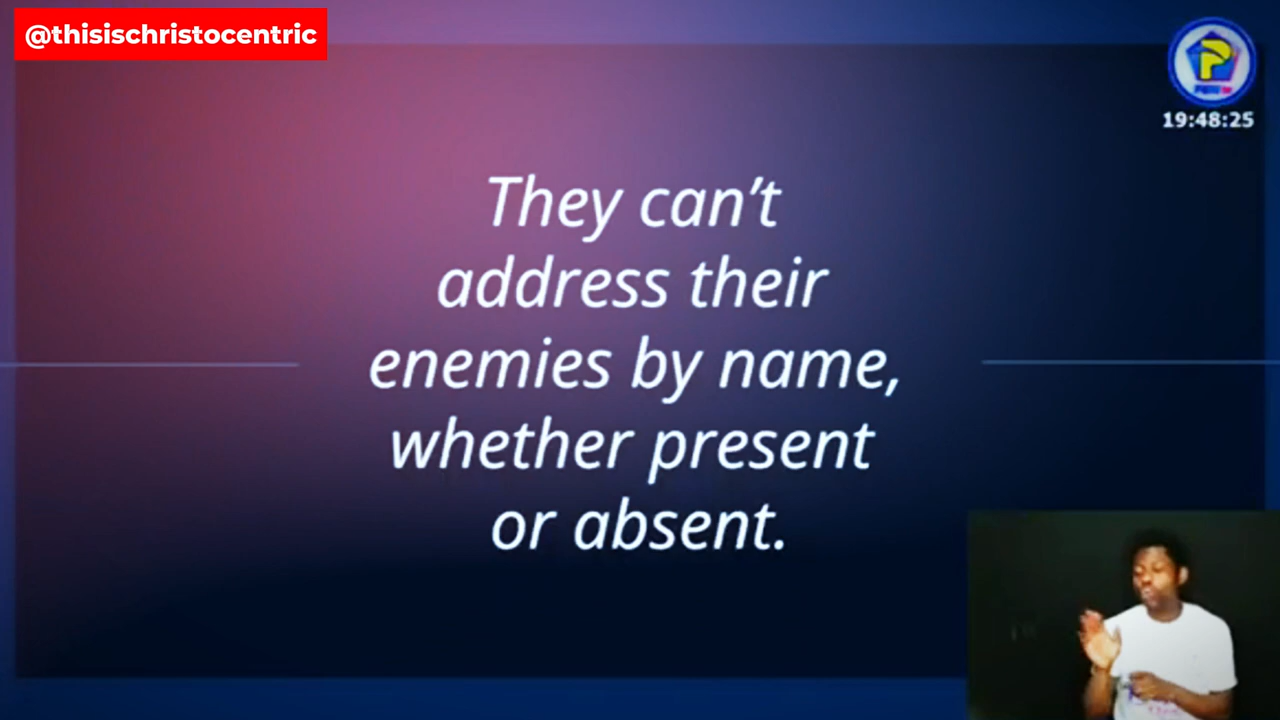 @thisischristocentric
P
19:48:25
They can't
address their
enemies by name,
whether present
or absent.